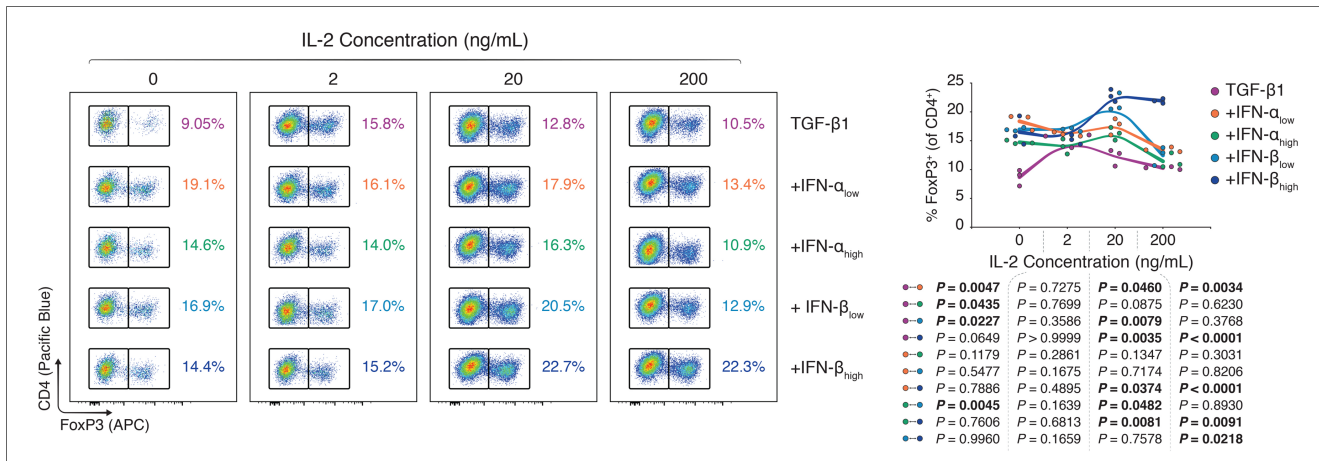 IL-2 Concentration (ng/mL)
0 2 20 200
9.05% 15.8% 12.8% 10.5% TGF-β1
19.1% 16.1% 17.9% 13.4% +IFN-α low
14.6% 14.0% 16.3% 10.9% +IFN-α high
16.9% 17.0% 20.5% 12.9% + IFN-β low
14.4% 15.2% 22.7% 22.3% +IFN-β high
CD4 (Pacific Blue)
FoxP3 (APC)
% FoxP3⁺ (of CD4⁺)
25
20
15
10
5
0
0 2 20 200
IL-2 Concentration (ng/mL)
TGF-β1
+IFN-α low
+IFN-α high
+IFN-β low
+IFN-β high
P = 0.0047 P = 0.7275 P = 0.0460 P = 0.0034
P = 0.0435 P = 0.7699 P = 0.0875 P = 0.6230
P = 0.0227 P = 0.3586 P = 0.0079 P = 0.3768
P = 0.0649 P > 0.9999 P = 0.0035 P < 0.0001
P = 0.1179 P = 0.2861 P = 0.1347 P = 0.3031
P = 0.5477 P = 0.1675 P = 0.7174 P = 0.8206
P = 0.7886 P = 0.4895 P = 0.0374 P < 0.0001
P = 0.0045 P = 0.1639 P = 0.0482 P = 0.8930
P = 0.7606 P = 0.6813 P = 0.0081 P = 0.0091
P = 0.9960 P = 0.1659 P = 0.7578 P = 0.0218